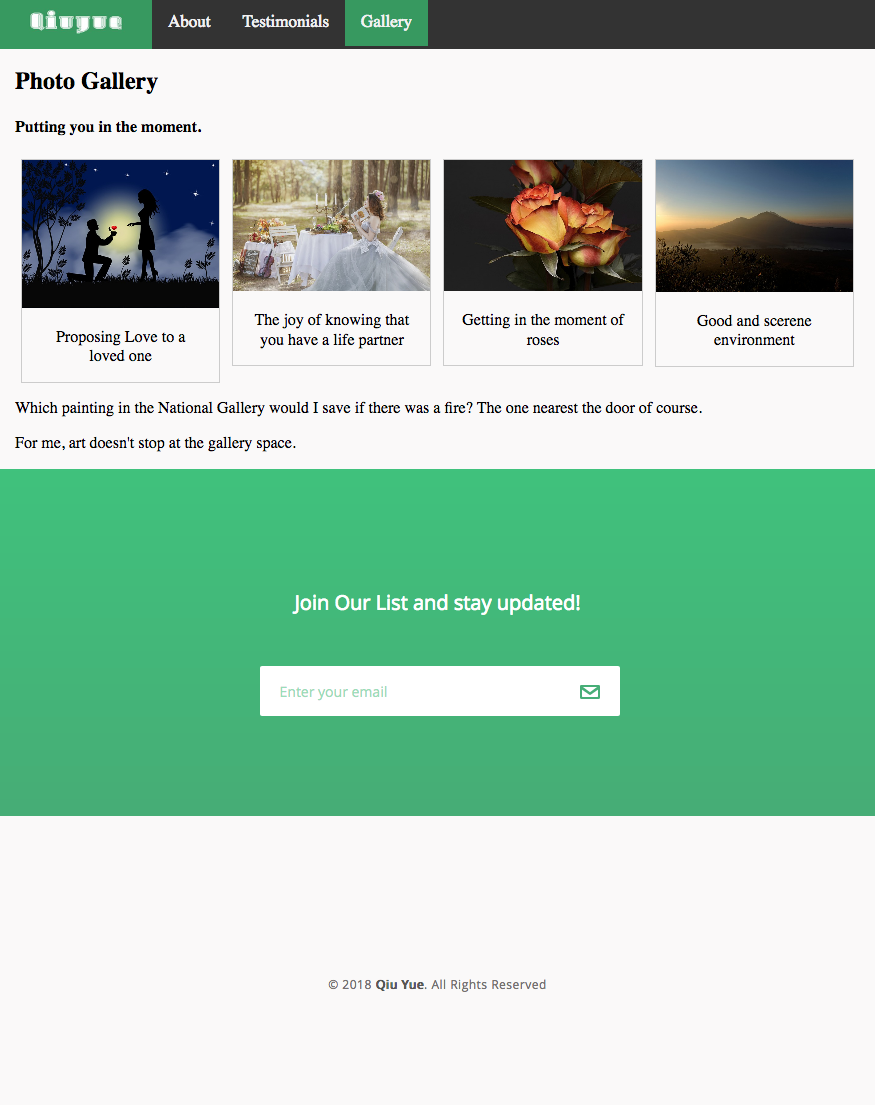 Qiuyue
About
Testimonials
Gallery
Photo Gallery
Putting you in the moment.
Proposing Love to a
loved one
The joy of knowing that
you have a life partner
Getting in the moment of
roses
Good and scerene
environment
Which painting in the National Gallery would I save if there was a fire? The one nearest the door of course.
For me, art doesn't stop at the gallery space.
Join Our List and stay updated!
Enter your email
© 2018 Qiu Yue. All Rights Reserved